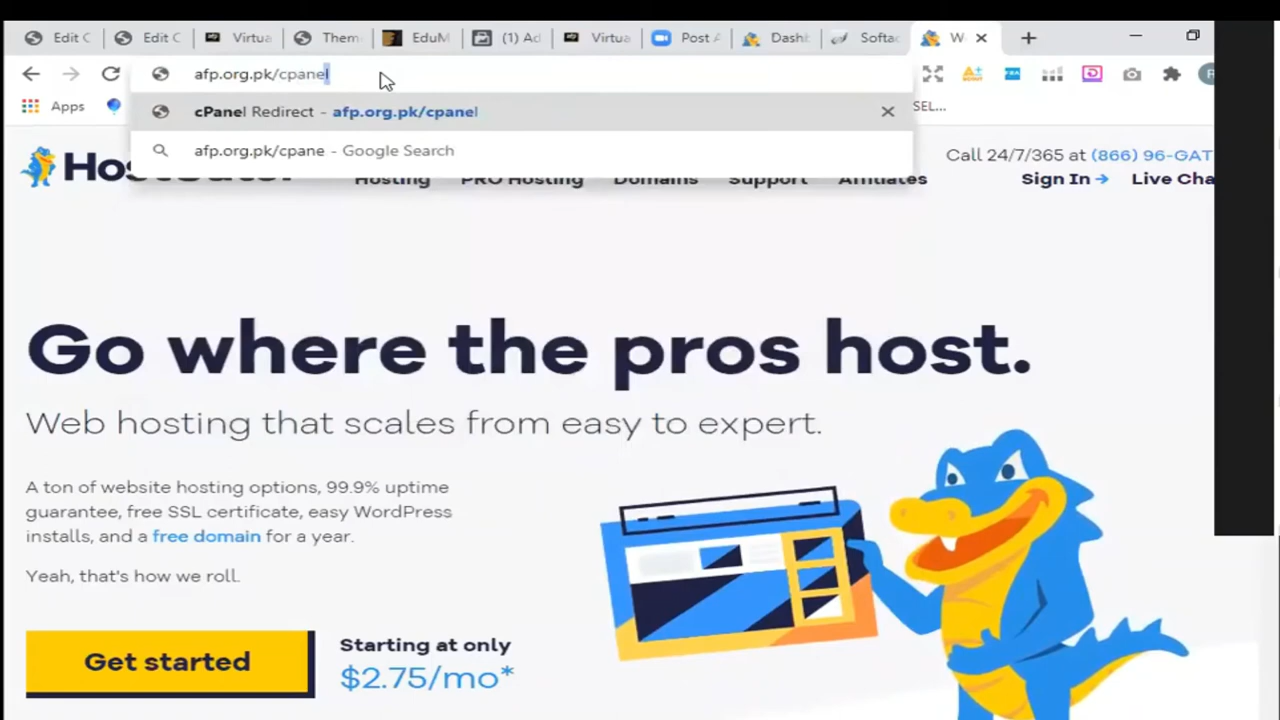 Edit C Edit C Virtua Them EduM (1) Ad Virtua Post A Dashb Softac W
afp.org.pk/cpanel
cPanel Redirect - afp.org.pk/cpanel
Apps SEL...
afp.org.pk/cpane - Google Search
Call 24/7/365 at (866) 96-GAT
Hosting PRO Hosting Domains Support Affiliates Sign In → Live Cha
Go where the pros host.
Web hosting that scales from easy to expert.
A ton of website hosting options, 99.9% uptime
guarantee, free SSL certificate, easy WordPress
installs, and a free domain for a year.
Yeah, that's how we roll.
Get started
Starting at only
$2.75/mo*